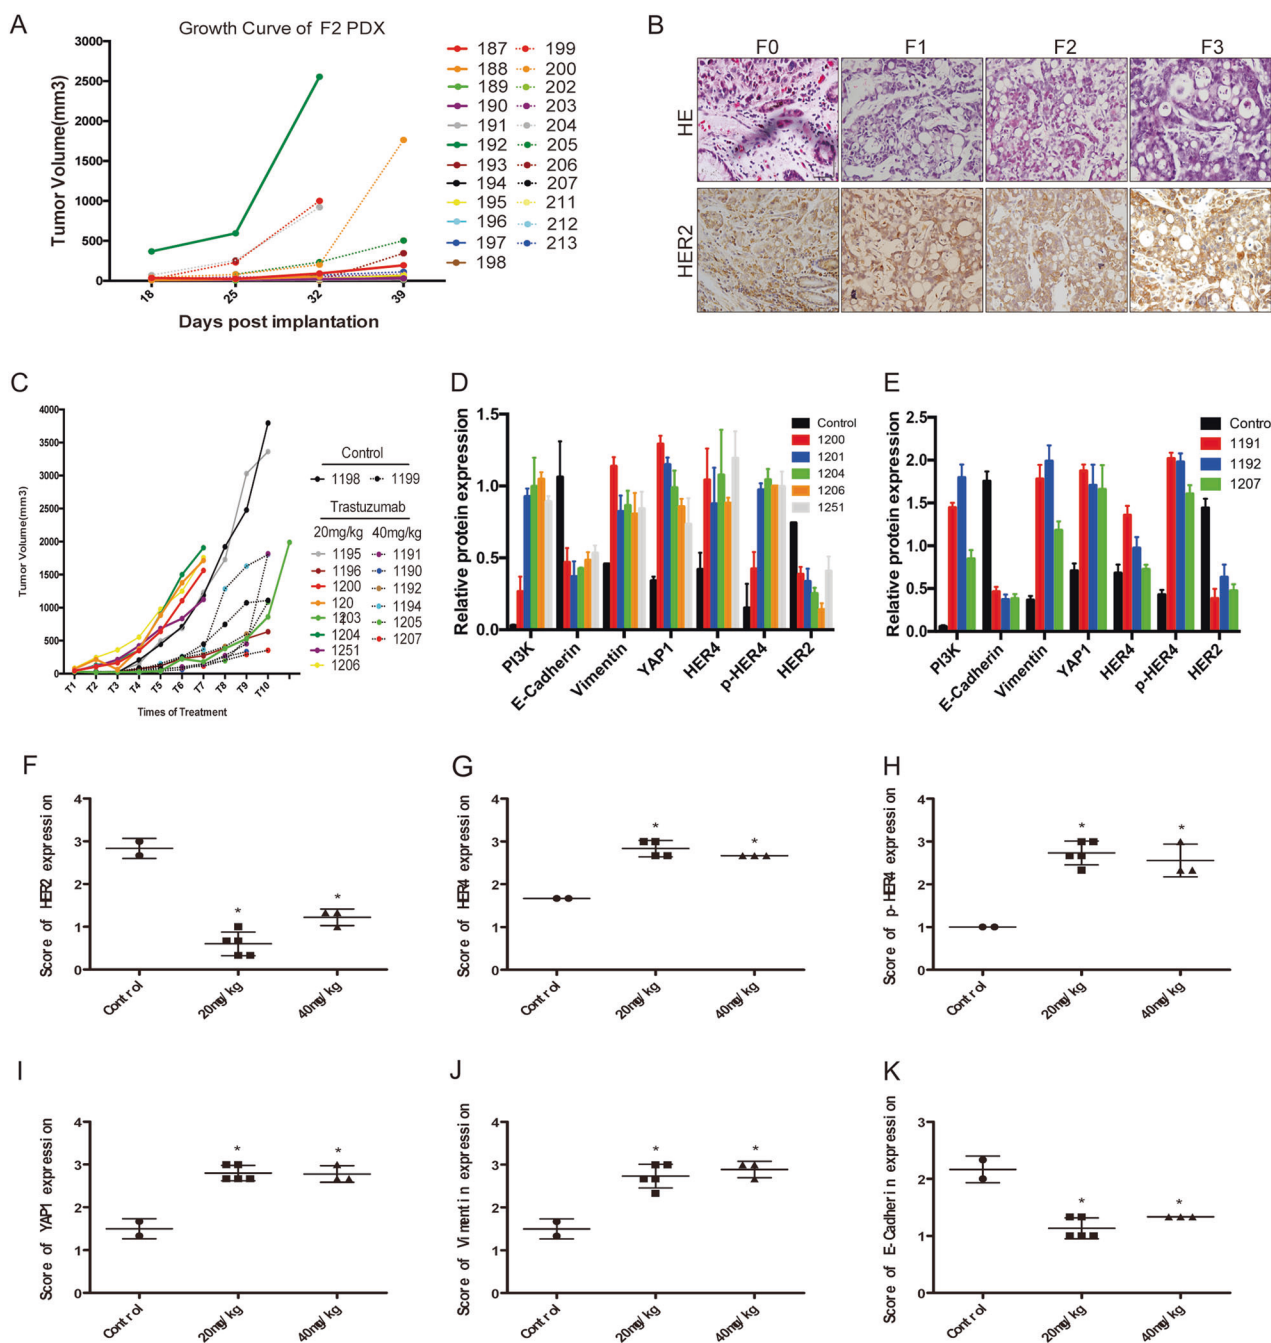 A
Growth Curve of F2 PDX
3000
2500
2000
1500
1000
500
0
Tumor Volume(mm3)
18
25
32
39
Days post implantation
187 199
188 200
189 202
190 203
191 204
192 205
193 206
194 207
195 211
196 212
197 213
198
B
F0 F1 F2 F3
HE
HER2
C
4000
3500
3000
2500
2000
1500
1000
500
0
Tumor Volume(mm3)
T1 T2 T3 T4 T5 T6 T7 T8 T9 T10
Times of Treatment
Control
1198 1199
Trastuzumab
20mg/kg 40mg/kg
1195 1191
1196 1190
1200 1192
120 1194
1203 1205
1204 1207
1251
1206
D
1.5
1.0
0.5
0.0
Relative protein expression
PI3K
E-Cadherin
Vimentin
YAP1
HER4
p-HER4
HER2
Control
1200
1201
1204
1206
1251
E
2.5
2.0
1.5
1.0
0.5
0.0
Relative protein expression
PI3K
E-Cadherin
Vimentin
YAP1
HER4
p-HER4
HER2
Control
1191
1192
1207
F
4
3
2
1
0
Score of HER2 expression
*
*
Control
20mg/kg
40mg/kg
G
4
3
2
1
0
Score of HER4 expression
*
*
Control
20mg/kg
40mg/kg
H
4
3
2
1
0
Score of p-HER4 expression
*
*
Control
20mg/kg
40mg/kg
I
4
3
2
1
0
Score of YAP1 expression
*
*
Control
20mg/kg
40mg/kg
J
4
3
2
1
0
Score of Vimentin expression
*
*
Control
20mg/kg
40mg/kg
K
3
2
1
0
Score of E-Cadherin expression
*
*
Control
20mg/kg
40mg/kg